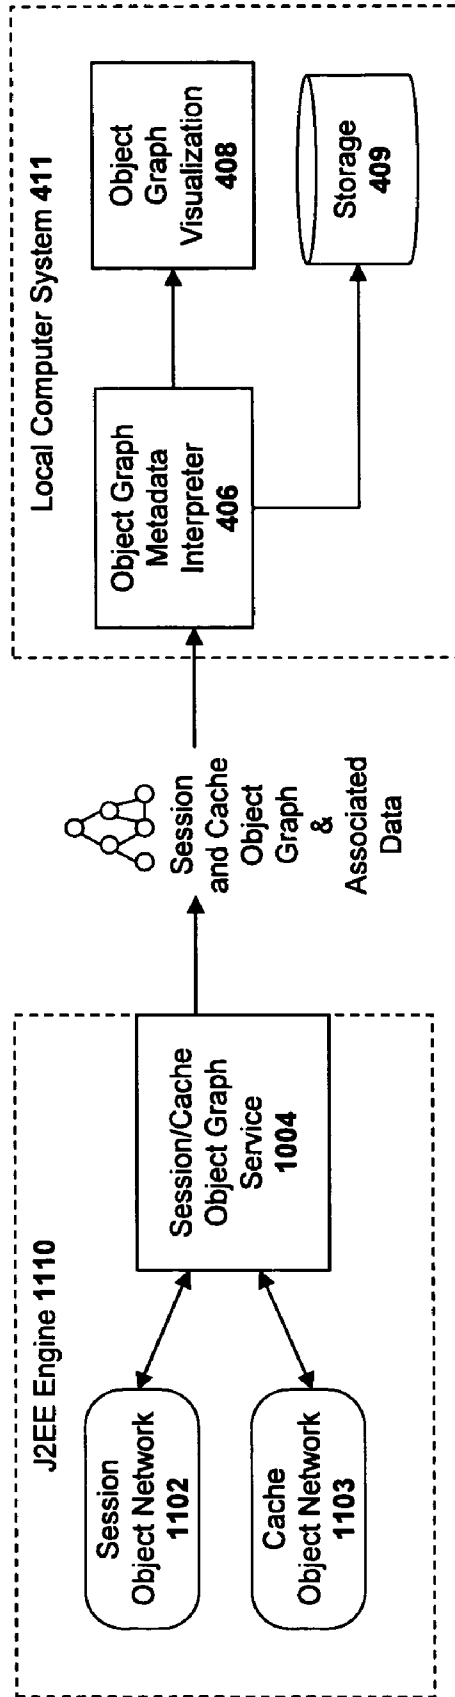 J2EE Engine 1110
Session
Object Network
1102
Cache
Object Network
1103
Session/Cache
Object Graph
Service
1004
Session
and Cache
Object
Graph
&
Associated
Data
Local Computer System 411
Object Graph
Metadata
Interpreter
406
Object
Graph
Visualization
408
Storage
409